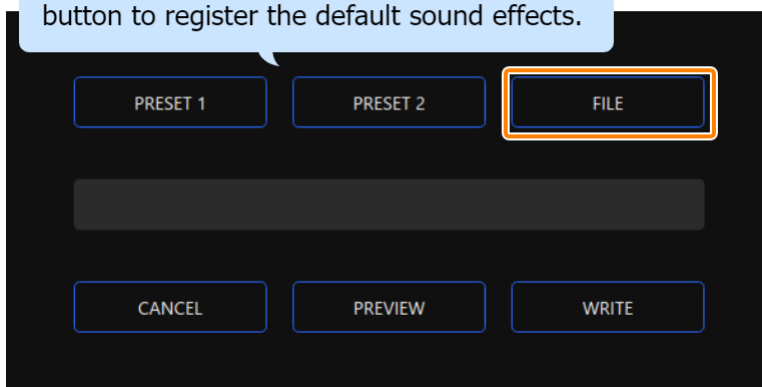 button to register the default sound effects.
PRESET 1 PRESET 2 FILE
CANCEL PREVIEW WRITE